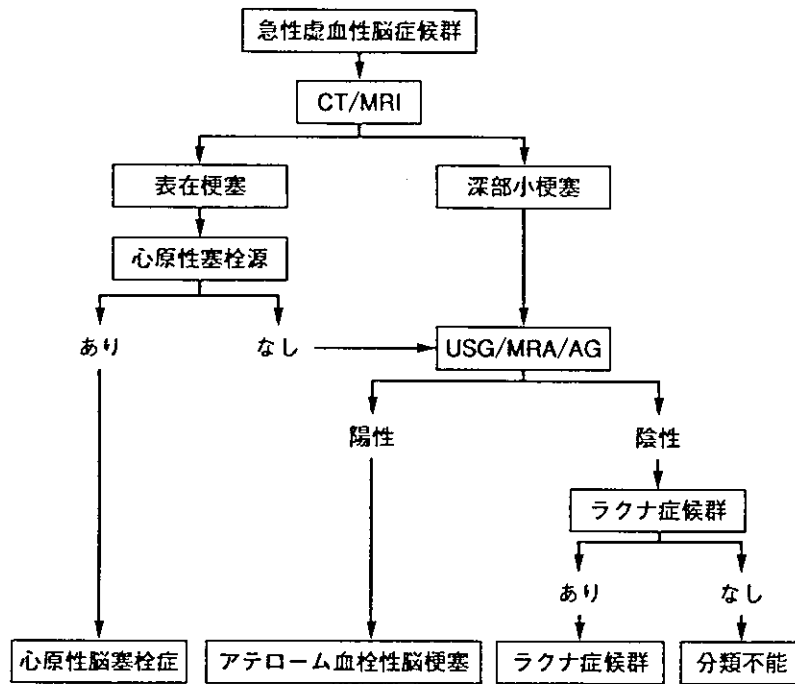 急性虚血性脳症候群
CT/MRI
表在梗塞
深部小梗塞
心原性塞栓源
あり
なし
USG/MRA/AG
陽性
陰性
ラクナ症候群
あり
なし
心原性脳塞栓症
アテローム血栓性脳梗塞
ラクナ症候群
分類不能